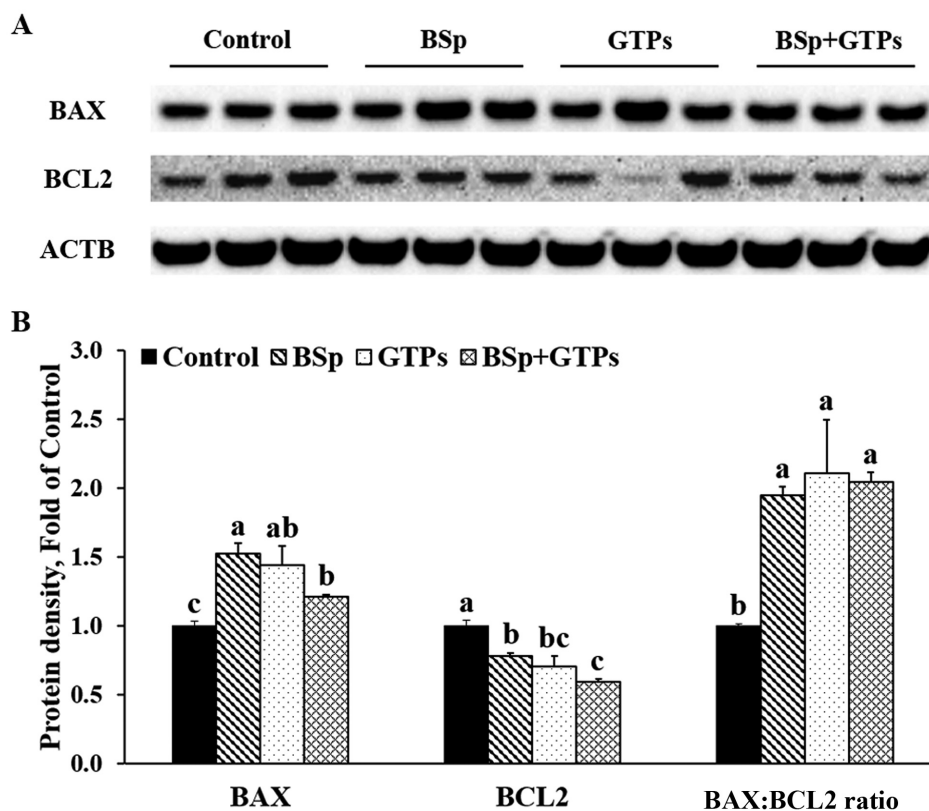 A
Control BSp GTPs BSp+GTPs
BAX
BCL2
ACTB
B
3.0
2.5
2.0
1.5
1.0
0.5
0.0
Protein density, Fold of Control
Control BSp GTPs BSp+GTPs
c a ab b
a b bc c
b a a a
BAX BCL2 BAX:BCL2 ratio